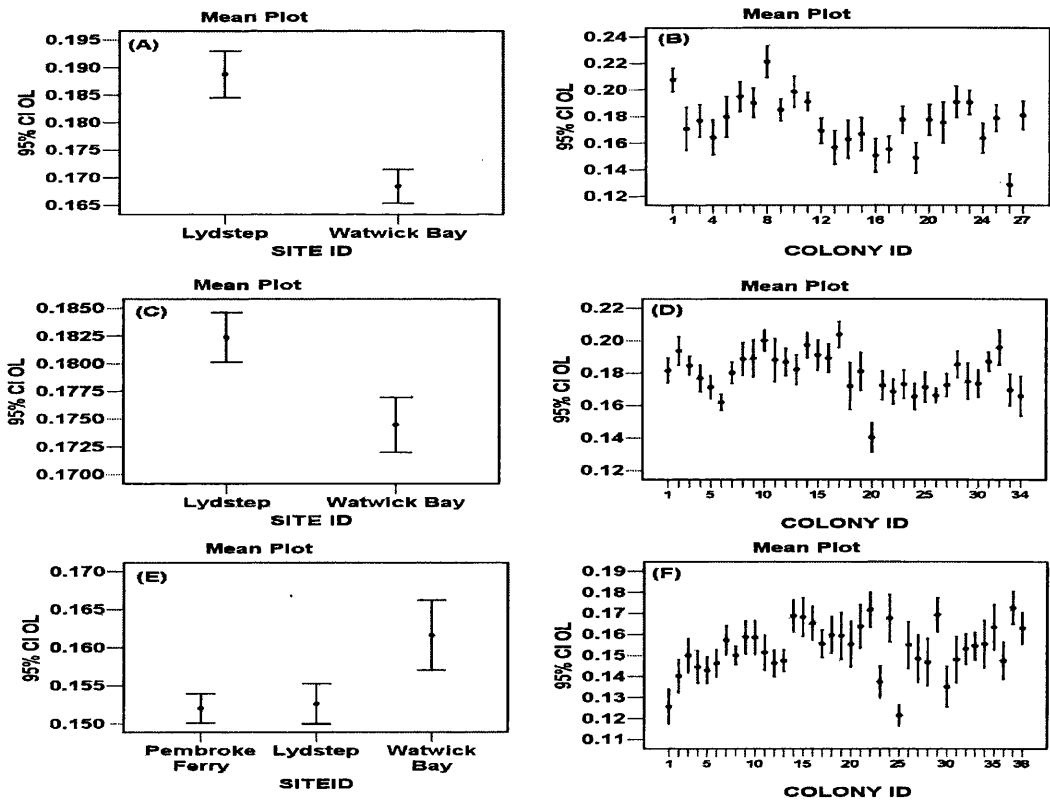 Mean Plot
(A)
95% CI OL
0.195
0.190
0.185
0.180
0.175
0.170
0.165
Lydstep
Watwick Bay
SITE ID
Mean Plot
(B)
95% CI OL
0.24
0.22
0.20
0.18
0.16
0.14
0.12
1 4 8 12 16 20 24 27
COLONY ID
Mean Plot
(C)
95% CI OL
0.1850
0.1825
0.1800
0.1775
0.1750
0.1725
0.1700
Lydstep
Watwick Bay
SITE ID
Mean Plot
(D)
95% CI OL
0.22
0.20
0.18
0.16
0.14
0.12
1 5 10 15 20 25 30 34
COLONY ID
Mean Plot
(E)
95% CI OL
0.170
0.165
0.160
0.155
0.150
Pembroke
Ferry
Lydstep
Watwick
Bay
SITEID
Mean Plot
(F)
95% CI OL
0.19
0.18
0.17
0.16
0.15
0.14
0.13
0.12
0.11
1 5 10 15 20 25 30 35 38
COLONY ID